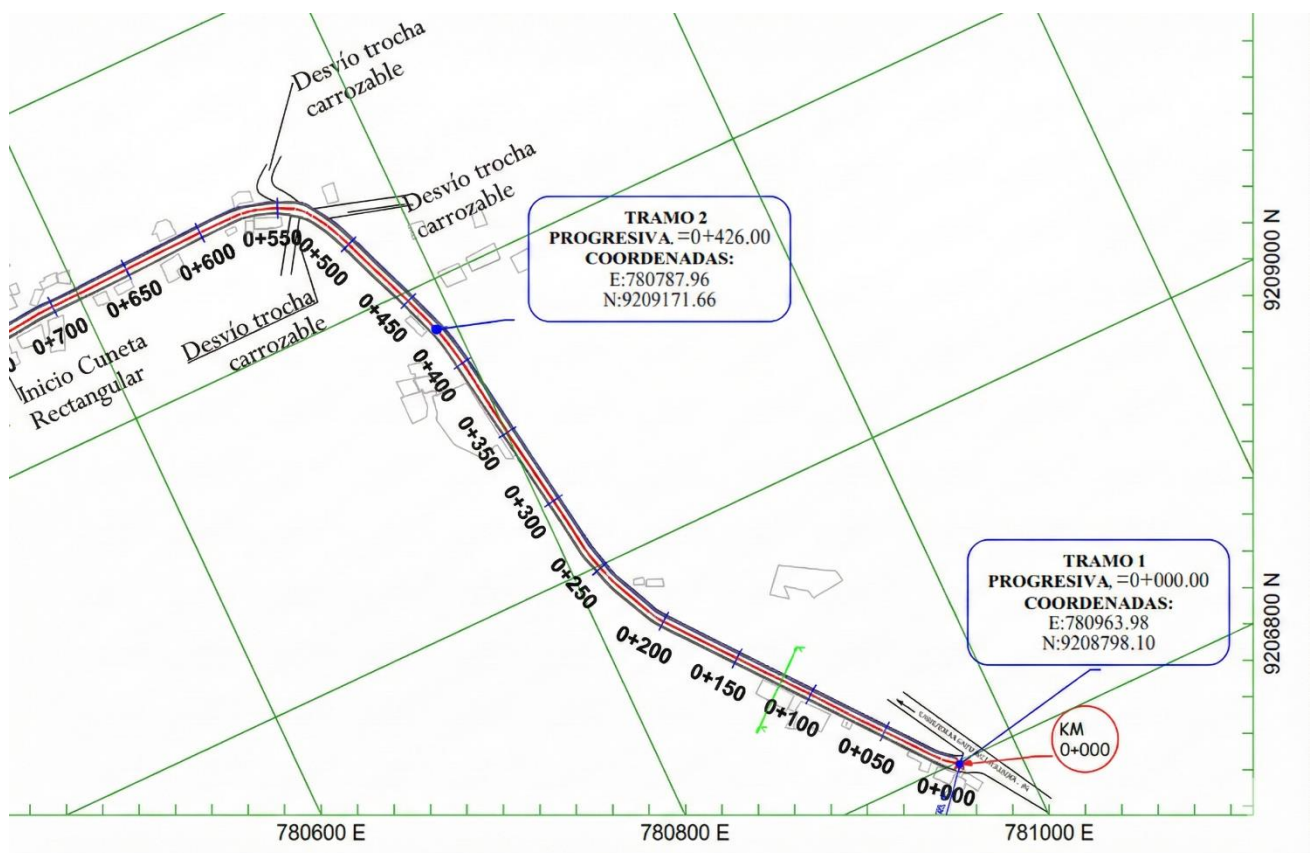 Desvío trocha
carrozable
Desvío trocha
carrozable
TRAMO 2
PROGRESIVA, =0+426.00
COORDENADAS:
E:780787.96
N:9209171.66
9209000 N
0+550
0+500
0+600
0+650
0+700
0+450
Desvío trocha
carrozable
Inicio Cuneta
Rectangular
0+400
0+350
0+300
0+250
0+200
0+150
0+100
0+050
0+000
TRAMO 1
PROGRESIVA, =0+000.00
COORDENADAS:
E:780963.98
N:9208798.10
9206800 N
KM
0+000
780600 E
780800 E
781000 E